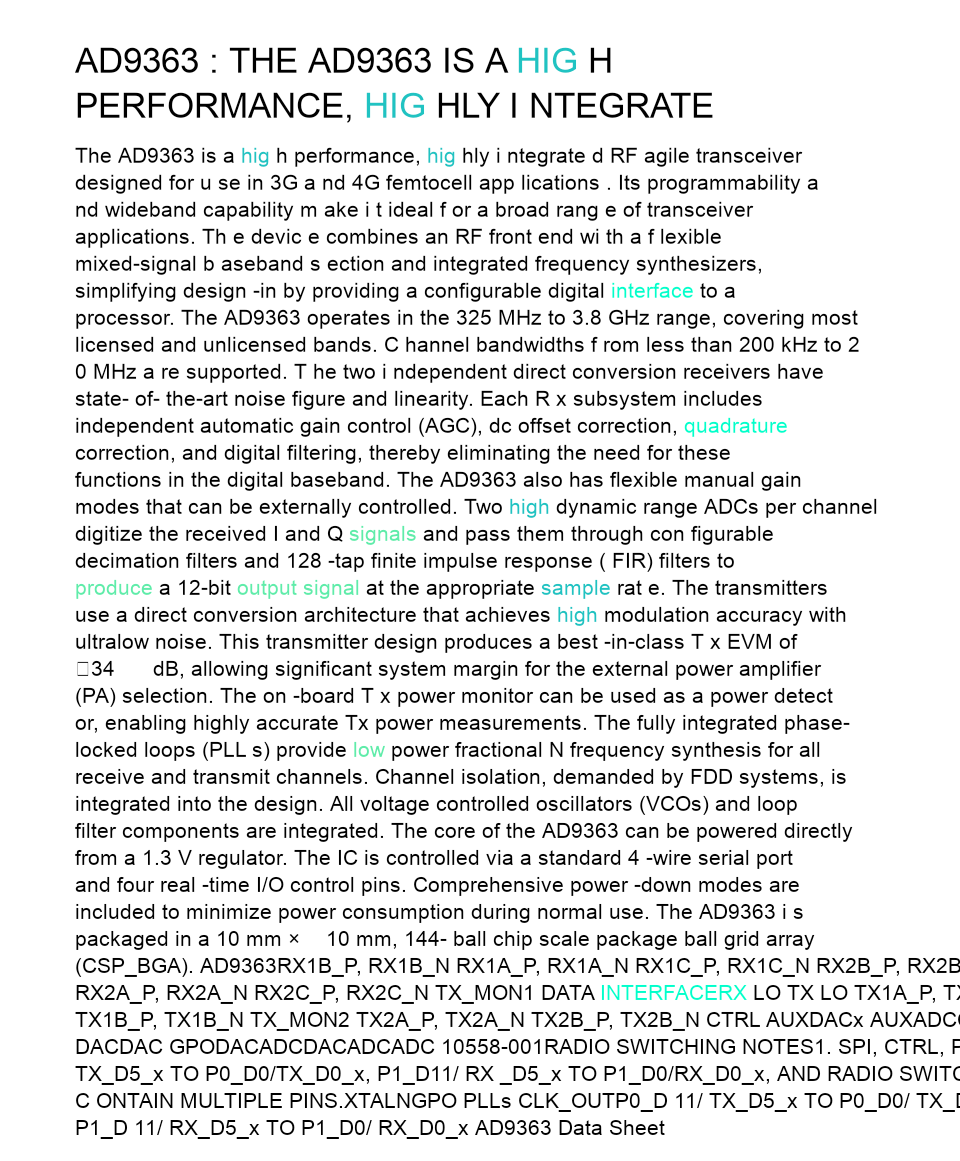 AD9363 : THE AD9363 IS A HIG H
PERFORMANCE, HIG HLY I NTEGRATE
The AD9363 is a hig h performance, hig hly i ntegrate d RF agile transceiver
designed for u se in 3G a nd 4G femtocell app lications . Its programmability a
nd wideband capability m ake i t ideal f or a broad rang e of transceiver
applications. Th e devic e combines an RF front end wi th a f lexible
mixed-signal b aseband s ection and integrated frequency synthesizers,
simplifying design -in by providing a configurable digital interface to a
processor. The AD9363 operates in the 325 MHz to 3.8 GHz range, covering most
licensed and unlicensed bands. C hannel bandwidths f rom less than 200 kHz to 2
0 MHz a re supported. T he two i ndependent direct conversion receivers have
state- of- the-art noise figure and linearity. Each R x subsystem includes
independent automatic gain control (AGC), dc offset correction, quadrature
correction, and digital filtering, thereby eliminating the need for these
functions in the digital baseband. The AD9363 also has flexible manual gain
modes that can be externally controlled. Two high dynamic range ADCs per channel
digitize the received I and Q signals and pass them through con figurable
decimation filters and 128 -tap finite impulse response ( FIR) filters to
produce a 12-bit output signal at the appropriate sample rat e. The transmitters
use a direct conversion architecture that achieves high modulation accuracy with
ultralow noise. This transmitter design produces a best -in-class T x EVM of
□34 dB, allowing significant system margin for the external power amplifier
(PA) selection. The on -board T x power monitor can be used as a power detect
or, enabling highly accurate Tx power measurements. The fully integrated phase-
locked loops (PLL s) provide low power fractional N frequency synthesis for all
receive and transmit channels. Channel isolation, demanded by FDD systems, is
integrated into the design. All voltage controlled oscillators (VCOs) and loop
filter components are integrated. The core of the AD9363 can be powered directly
from a 1.3 V regulator. The IC is controlled via a standard 4 -wire serial port
and four real -time I/O control pins. Comprehensive power -down modes are
included to minimize power consumption during normal use. The AD9363 i s
packaged in a 10 mm × 10 mm, 144- ball chip scale package ball grid array
(CSP_BGA). AD9363RX1B_P, RX1B_N RX1A_P, RX1A_N RX1C_P, RX1C_N RX2B_P, RX2B
RX2A_P, RX2A_N RX2C_P, RX2C_N TX_MON1 DATA INTERFACERX LO TX LO TX1A_P, TX
TX1B_P, TX1B_N TX_MON2 TX2A_P, TX2A_N TX2B_P, TX2B_N CTRL AUXDACx AUXADC
DACDAC GPODACADCDACADCADC 10558-001RADIO SWITCHING NOTES1. SPI, CTRL, P
TX_D5_x TO P0_D0/TX_D0_x, P1_D11/ RX _D5_x TO P1_D0/RX_D0_x, AND RADIO SWITC
C ONTAIN MULTIPLE PINS.XTALNGPO PLLs CLK_OUTP0_D 11/ TX_D5_x TO P0_D0/ TX_D
P1_D 11/ RX_D5_x TO P1_D0/ RX_D0_x AD9363 Data Sheet